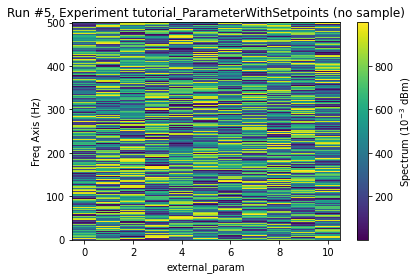 Run #5, Experiment tutorial_ParameterWithSetpoints (no sample)
500
400
300
200
100
0
Freq Axis (Hz)
0 2 4 6 8 10
external_param
800
600
400
200
Spectrum (10⁻³ dBm)